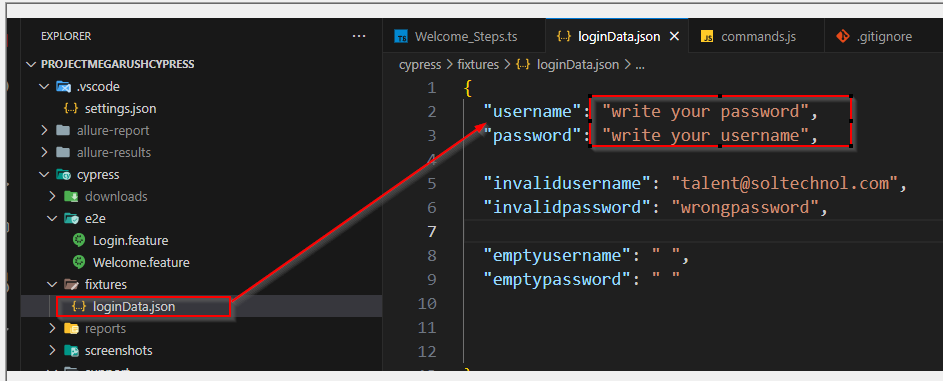 EXPLORER
...
PROJECTMEGARUSHCYPRESS
.vscode
{..} settings.json
allure-report
allure-results
cypress
downloads
e2e
Login.feature
Welcome.feature
fixtures
{..} loginData.json
reports
screenshots
TS Welcome_Steps.ts
{..} loginData.json
JS commands.js
.gitignore
cypress > fixtures > {..} loginData.json > ...
1 {
2 "username": "write your password",
3 "password": "write your username",
4
5 "invalidusername": "talent@soltechnol.com",
6 "invalidpassword": "wrongpassword",
7
8 "emptyusername": " ",
9 "emptypassword": " "
10
11
12